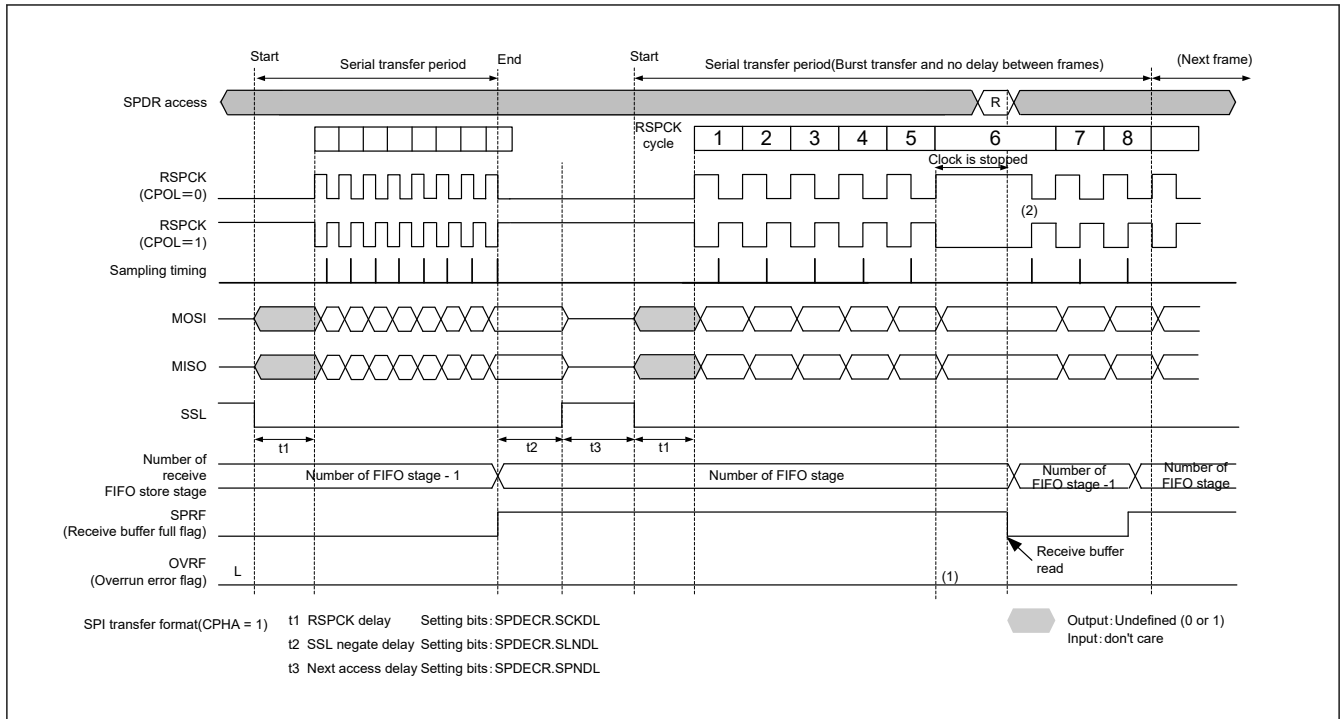 Start
Serial transfer period
End
Start
Serial transfer period(Burst transfer and no delay between frames)
(Next frame)
SPDR access
R
RSPCK
cycle
1 2 3 4 5 6 7 8
Clock is stopped
RSPCK
(CPOL=0)
(2)
RSPCK
(CPOL=1)
Sampling timing
MOSI
MISO
SSL
t1
t2
t3
t1
Number of
receive
FIFO store stage
Number of FIFO stage - 1
Number of FIFO stage
Number of
FIFO stage -1
Number of
FIFO stage
SPRF
(Receive buffer full flag)
Receive buffer
read
OVRF
(Overrun error flag)
L
(1)
SPI transfer format(CPHA = 1)
t1 RSPCK delay Setting bits:SPDECR.SCKDL
t2 SSL negate delay Setting bits:SPDECR.SLNDL
t3 Next access delay Setting bits:SPDECR.SPNDL
Output:Undefined (0 or 1)
Input:don't care